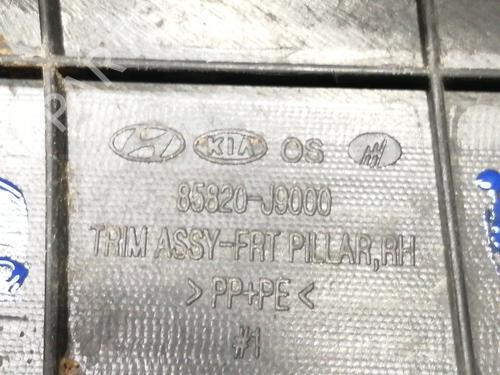 KIA OS
85820-J9000
TRIM ASSY-FRT PILLAR,RH
>PP+PE<
#1